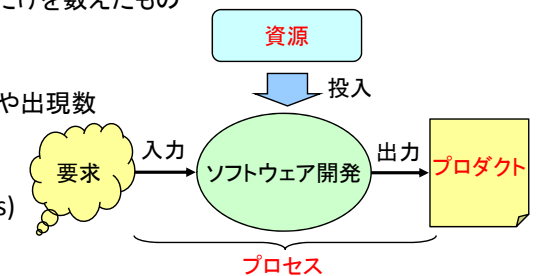 だけを数えたもの
資源
投入
や出現数
要求
入力
ソフトウェア開発
出力
プロダクト
s)
プロセス